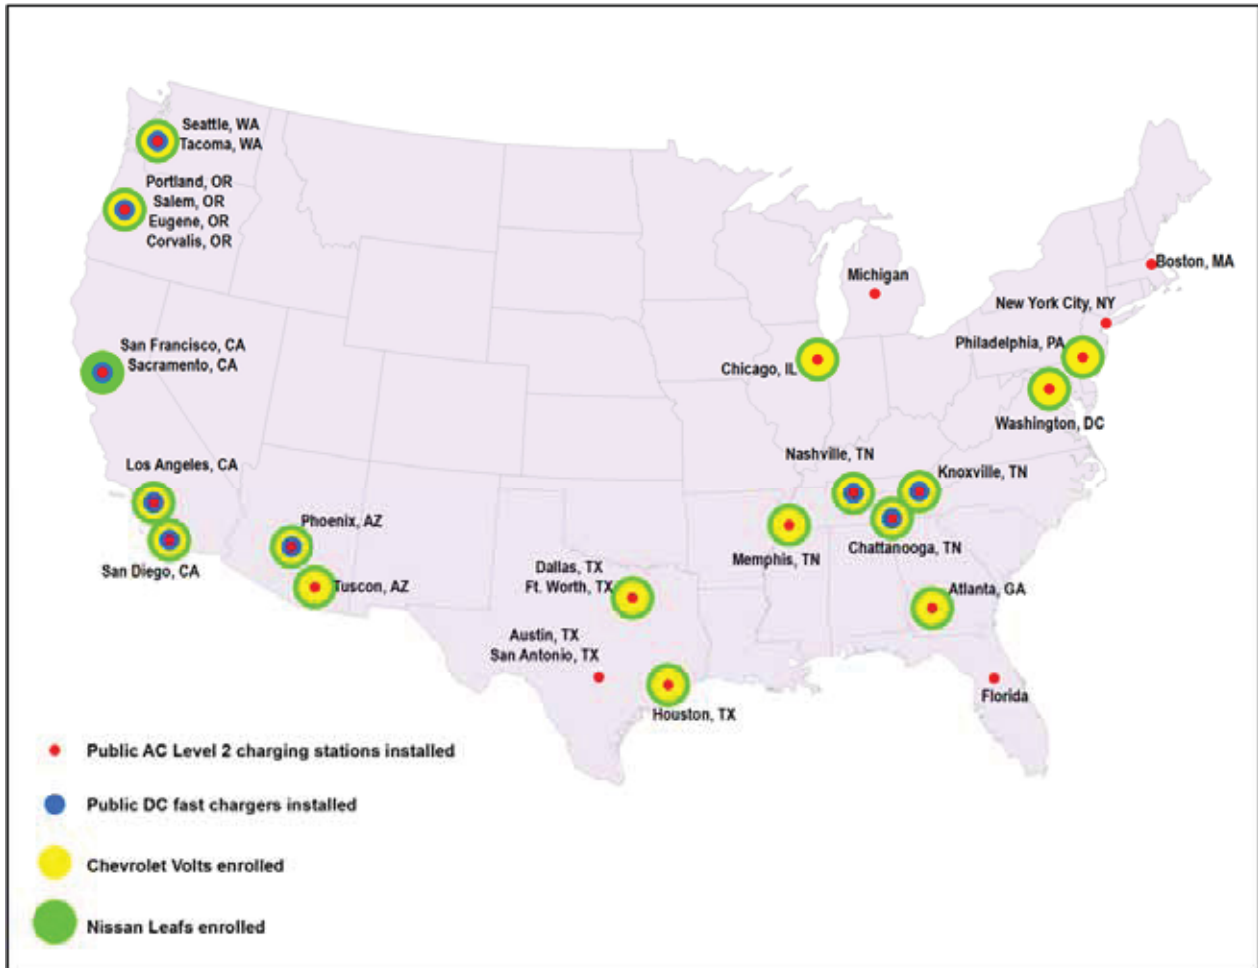 Seattle, WA
Tacoma, WA
Portland, OR
Salem, OR
Eugene, OR
Corvalis, OR
Michigan
Boston, MA
New York City, NY
San Francisco, CA
Sacramento, CA
Philadelphia, PA
Chicago, IL
Washington, DC
Los Angeles, CA
Nashville, TN
Knoxville, TN
Phoenix, AZ
Chattanooga, TN
Memphis, TN
San Diego, CA
Dallas, TX
Ft. Worth, TX
Tuscon, AZ
Atlanta, GA
Austin, TX
San Antonio, TX
Florida
Houston, TX
Public AC Level 2 charging stations installed
Public DC fast chargers installed
Chevrolet Volts enrolled
Nissan Leafs enrolled